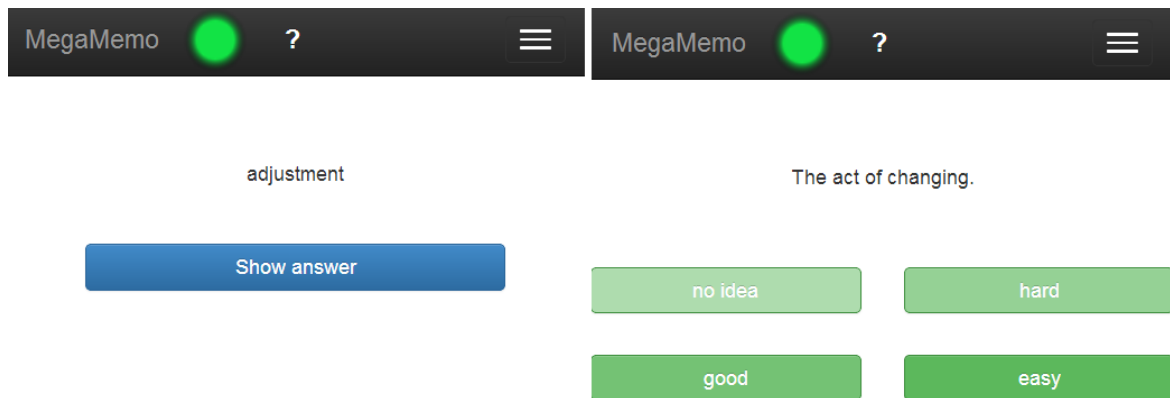 MegaMemo ?
adjustment
Show answer
MegaMemo ?
The act of changing.
no idea hard
good easy